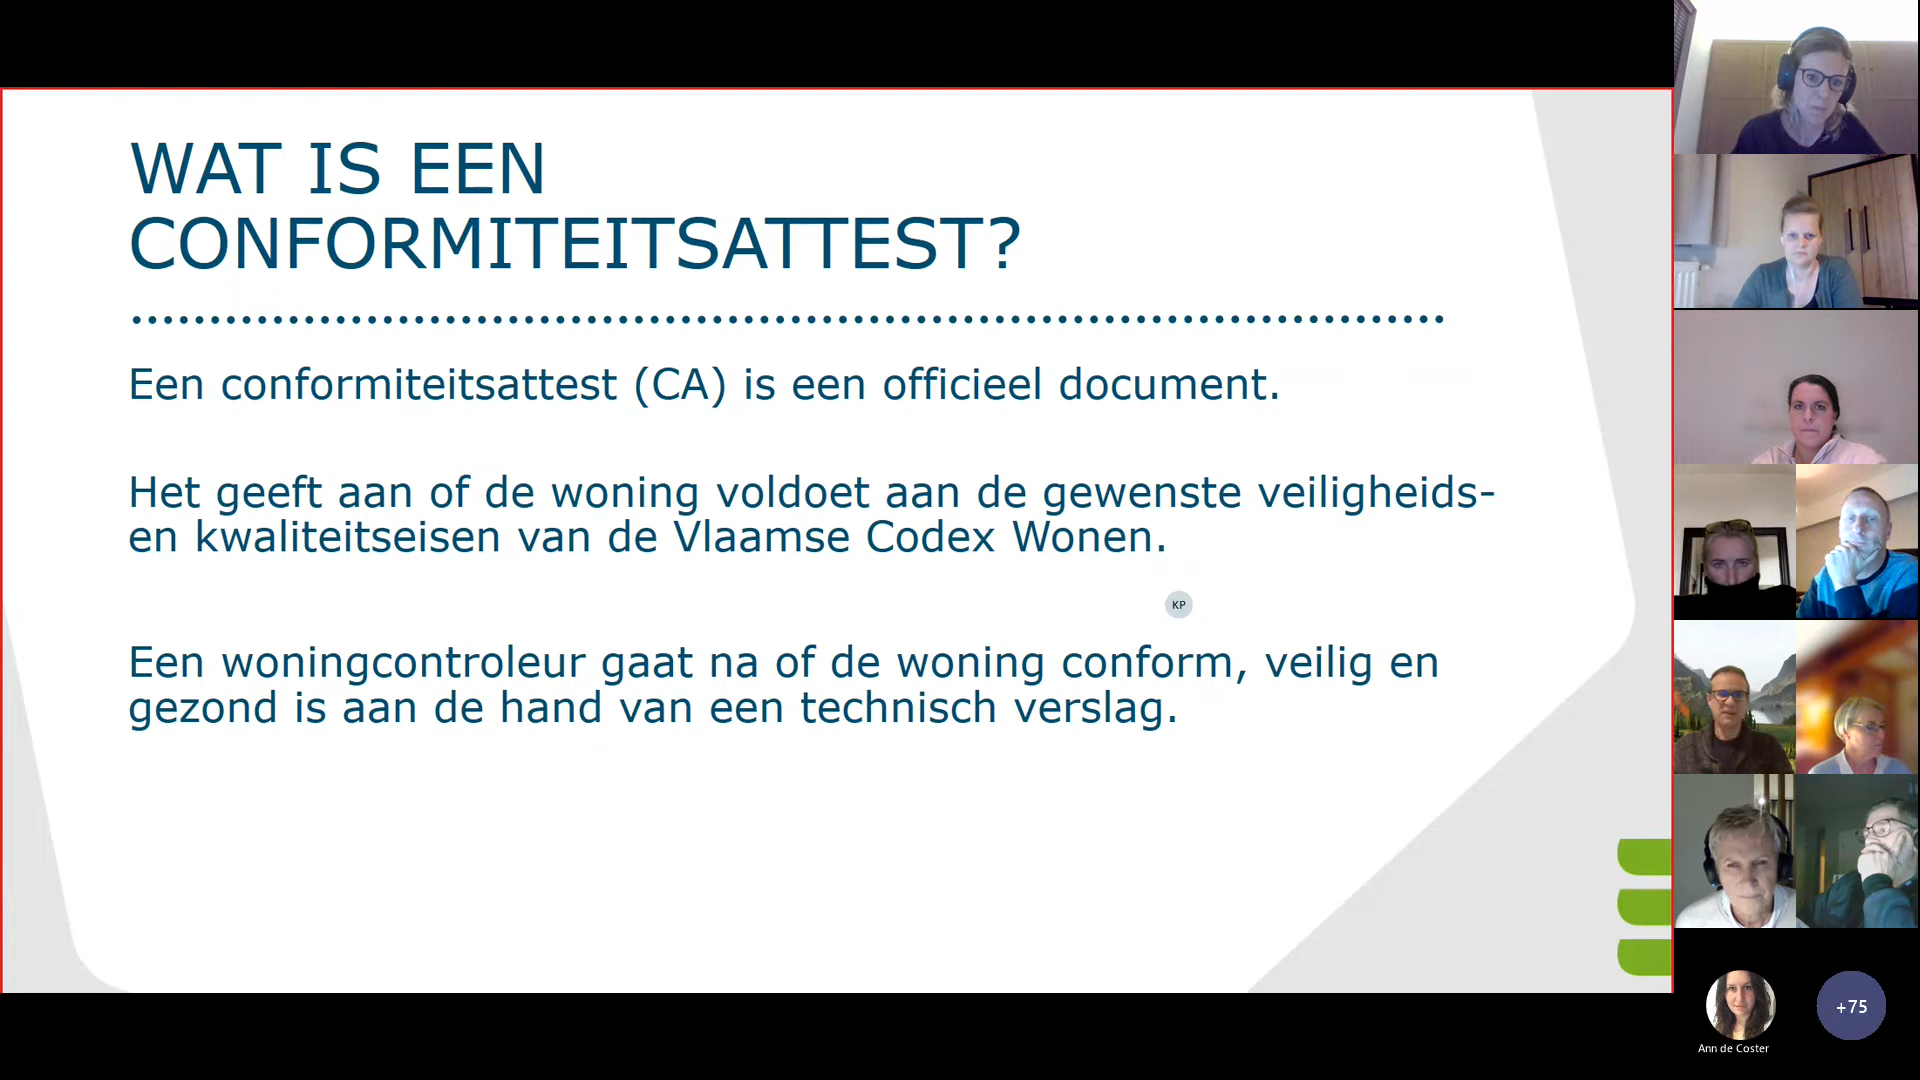 WAT IS EEN
CONFORMITEITSATTEST?
Een conformiteitsattest (CA) is een officieel document.
Het geeft aan of de woning voldoet aan de gewenste veiligheids-
en kwaliteitseisen van de Vlaamse Codex Wonen.
KP
Een woningcontroleur gaat na of de woning conform, veilig en
gezond is aan de hand van een technisch verslag.
+75
Ann de Coster